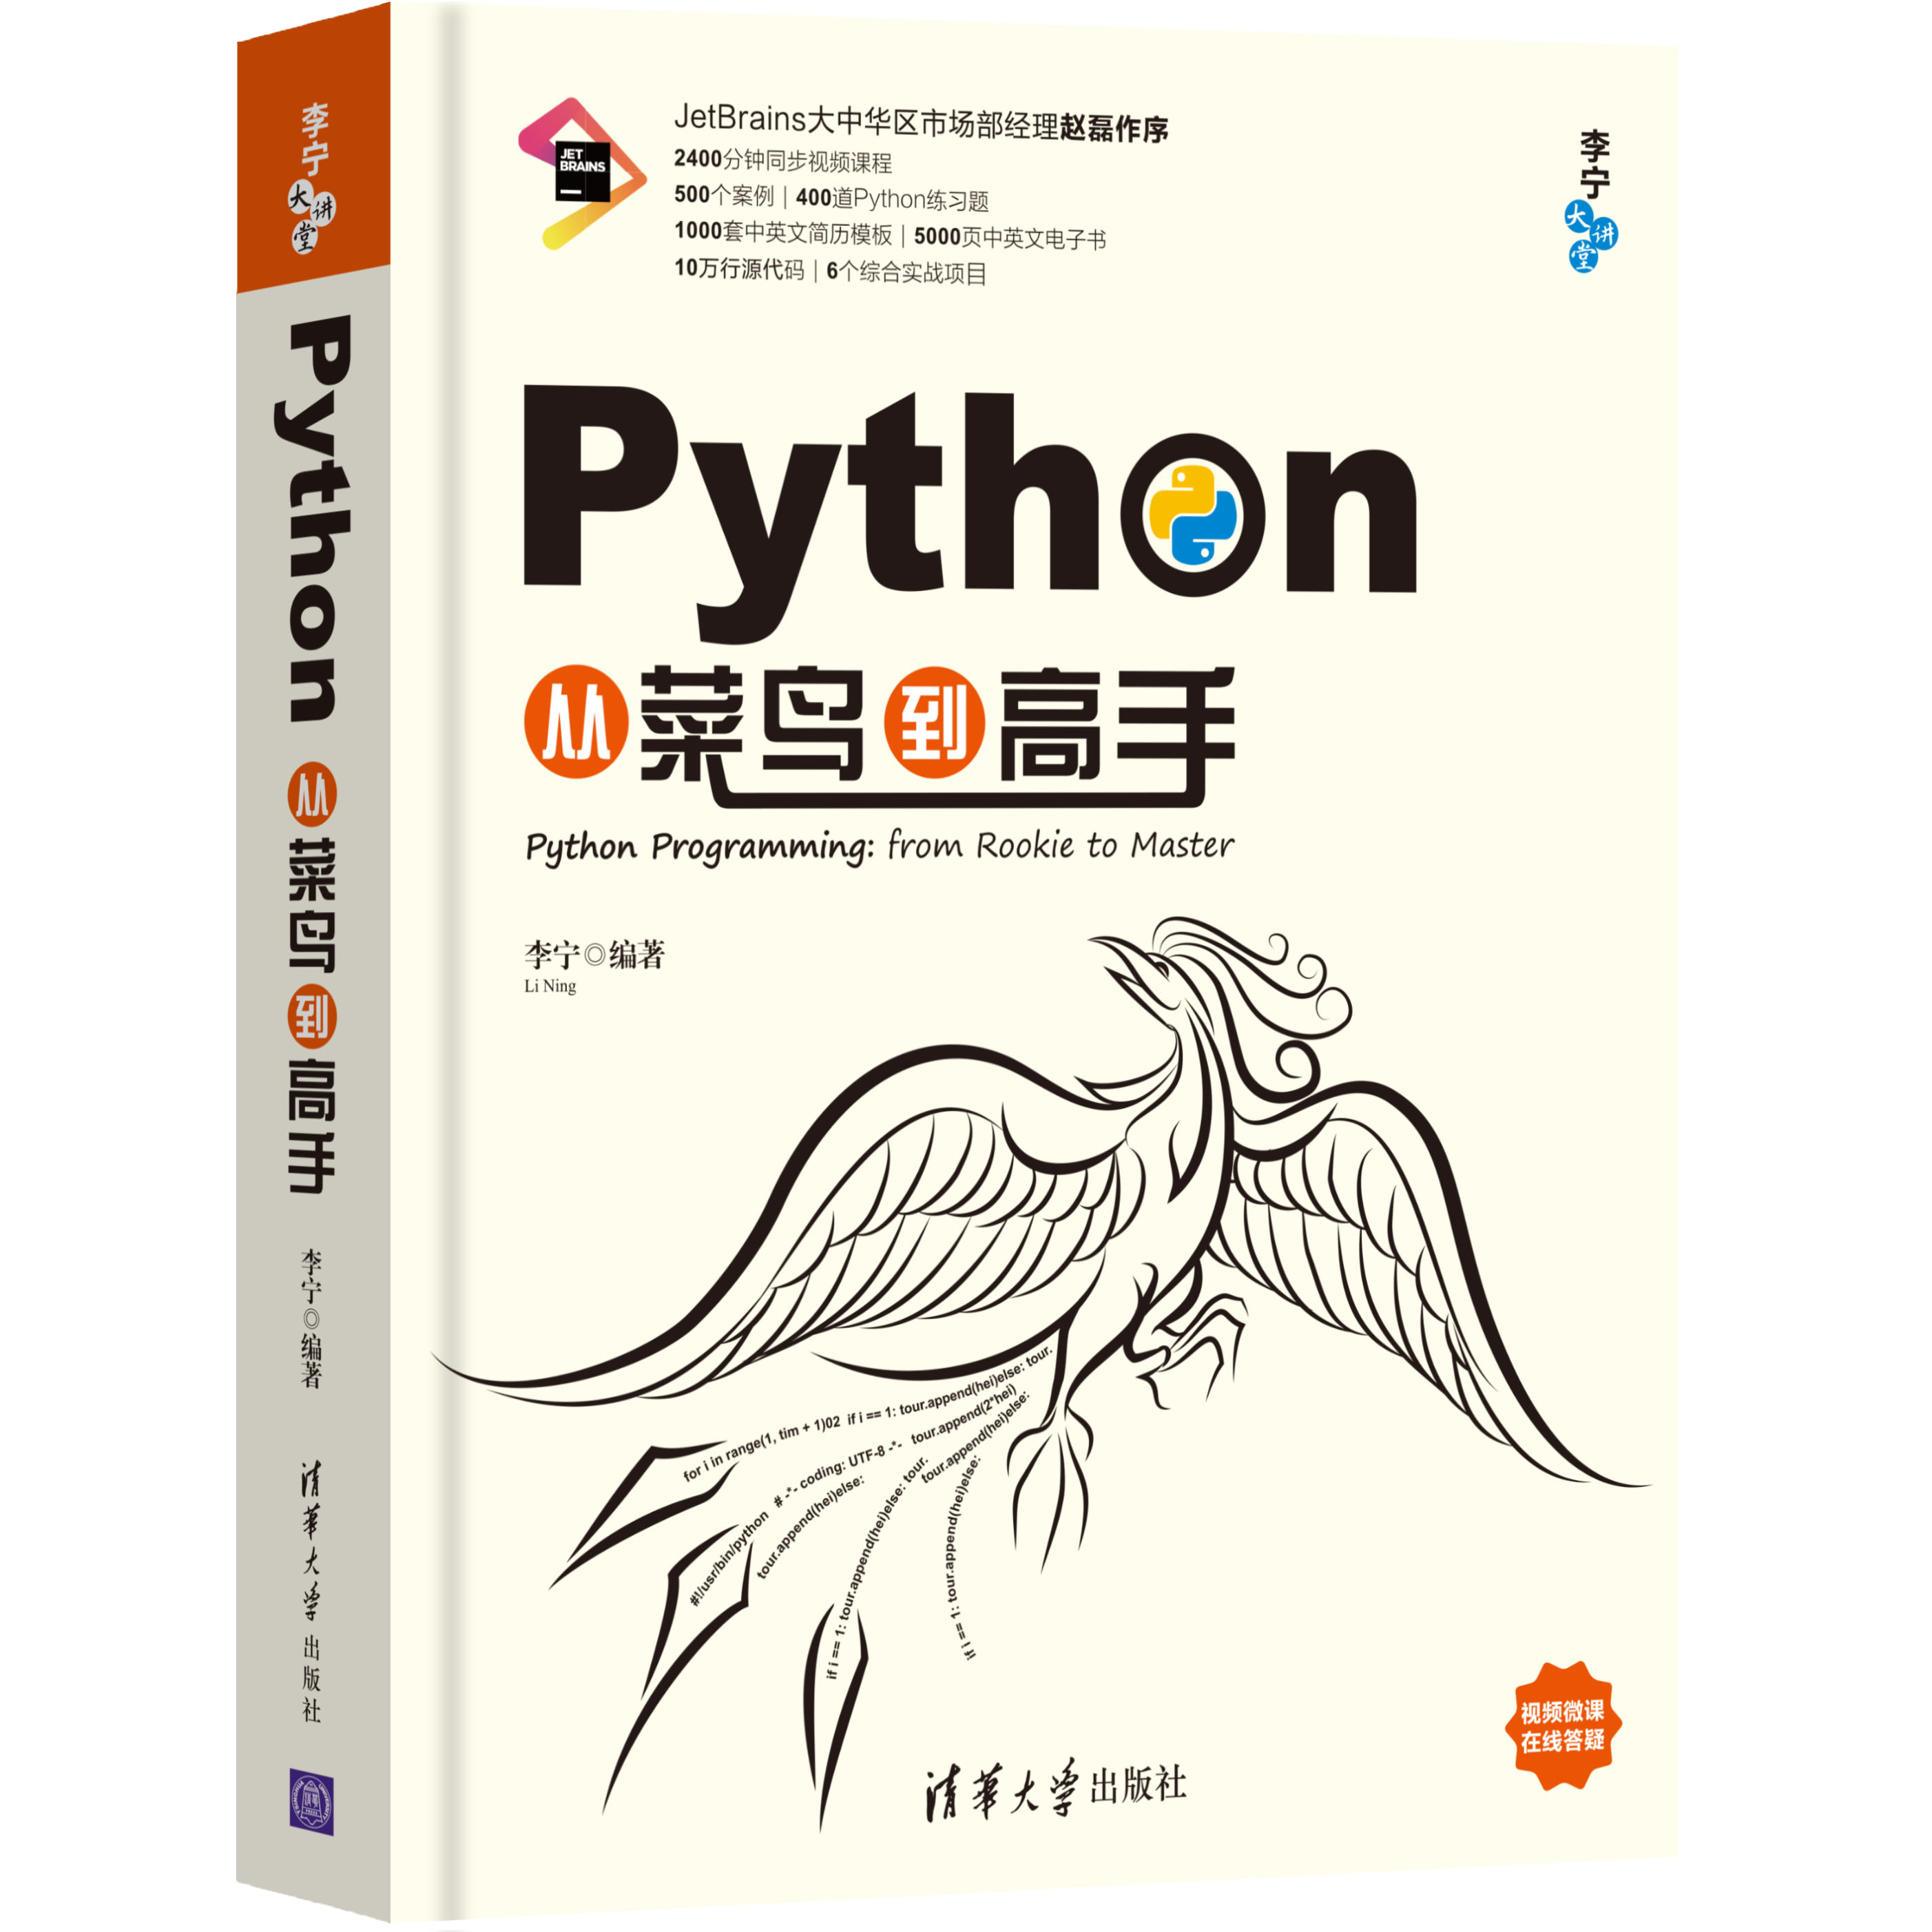 李宁
大讲堂
Python
从菜鸟到高手
李宁◎编著
清华大学出版社
JET
BRAINS
JetBrains大中华区市场部经理赵磊作序
2400分钟同步视频课程
500个案例｜400道Python练习题
1000套中英文简历模板｜5000页中英文电子书
10万行源代码｜6个综合实战项目
李宁
大讲堂
Python
从菜鸟到高手
Python Programming: from Rookie to Master
李宁◎编著
Li Ning
for i in range(1, tim + 1)02 if i == 1: tour.append(hei)else: tour.
#!/usr/bin/python # -*- coding: UTF-8 -*- tour.append(2*hei)
tour.append(hei)else:
tour.append(hei)else:
if i == 1: tour.append(hei)else: tour.
if i == 1: tour.append(hei)else:
视频微课
在线答疑
清华大学出版社